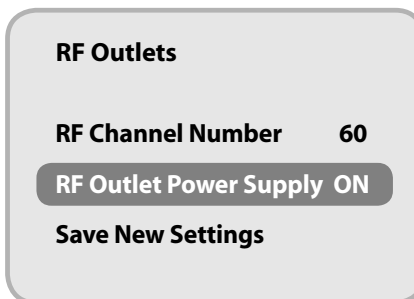 RF Outlets
RF Channel Number 60
RF Outlet Power Supply ON
Save New Settings